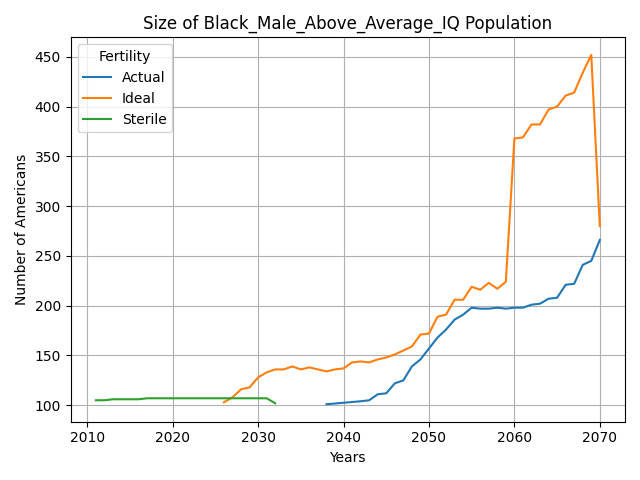 Size of Black_Male_Above_Average_IQ Population
Fertility
Actual
Ideal
Sterile
Number of Americans
450
400
350
300
250
200
150
100
2010 2020 2030 2040 2050 2060 2070
Years